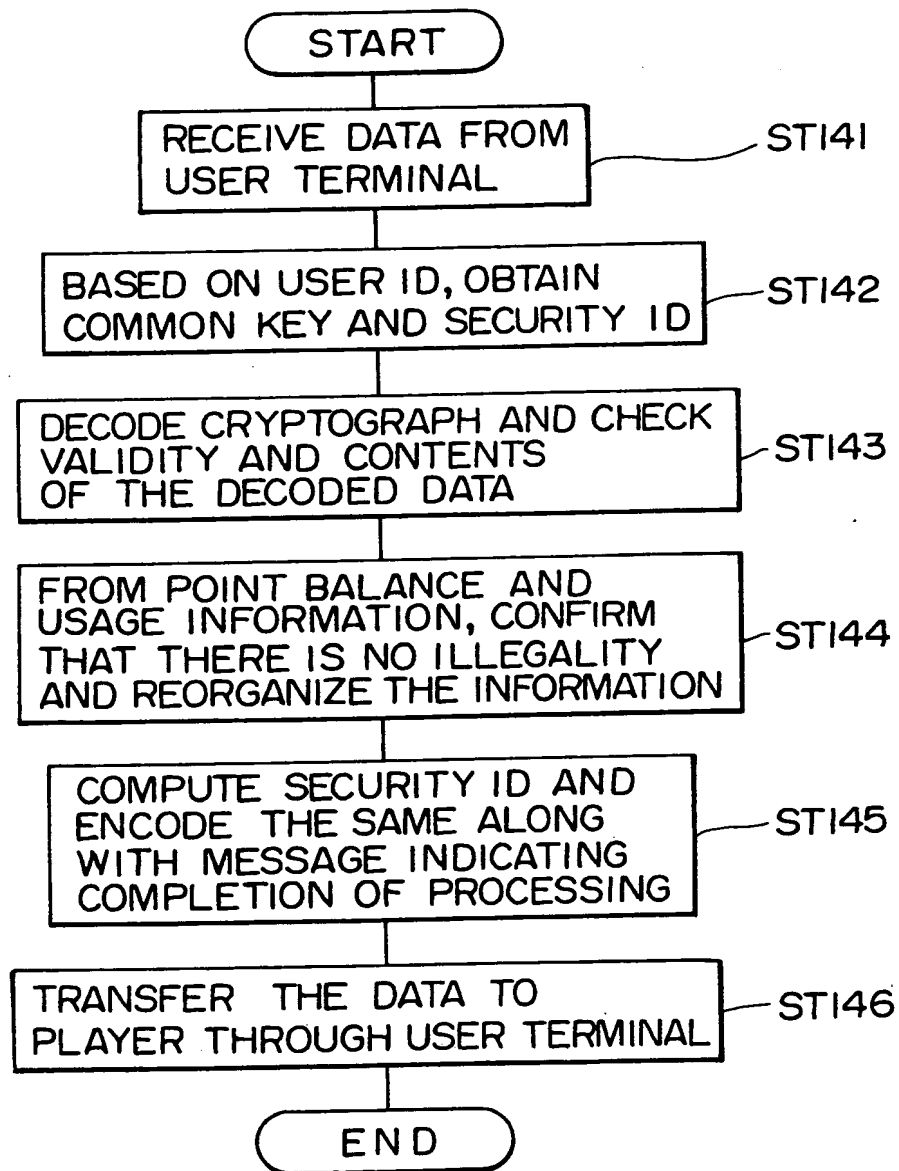 START
RECEIVE DATA FROM
USER TERMINAL
ST141
BASED ON USER ID, OBTAIN
COMMON KEY AND SECURITY ID
ST142
DECODE CRYPTOGRAPH AND CHECK
VALIDITY AND CONTENTS
OF THE DECODED DATA
ST143
FROM POINT BALANCE AND
USAGE INFORMATION, CONFIRM
THAT THERE IS NO ILLEGALITY
AND REORGANIZE THE INFORMATION
ST144
COMPUTE SECURITY ID AND
ENCODE THE SAME ALONG
WITH MESSAGE INDICATING
COMPLETION OF PROCESSING
ST145
TRANSFER THE DATA TO
PLAYER THROUGH USER TERMINAL
ST146
END